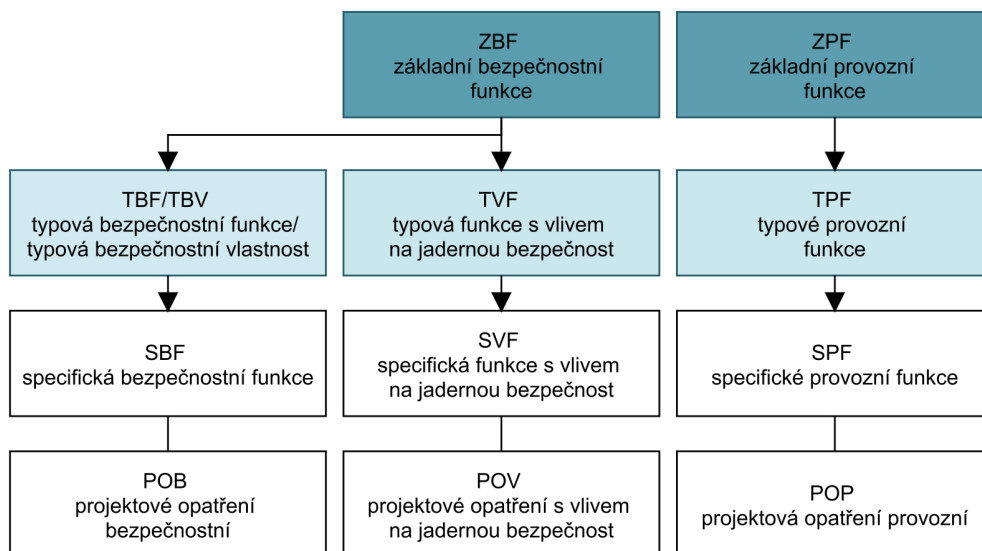 ZBF
základní bezpečnostní
funkce
ZPF
základní provozní
funkce
TBF/TBV
typová bezpečnostní funkce/
typová bezpečnostní vlastnost
TVF
typová funkce s vlivem
na jadernou bezpečnost
TPF
typové provozní
funkce
SBF
specifická bezpečnostní funkce
SVF
specifická funkce s vlivem
na jadernou bezpečnost
SPF
specifické provozní funkce
POB
projektové opatření
bezpečnostní
POV
projektové opatření s vlivem
na jadernou bezpečnost
POP
projektová opatření provozní